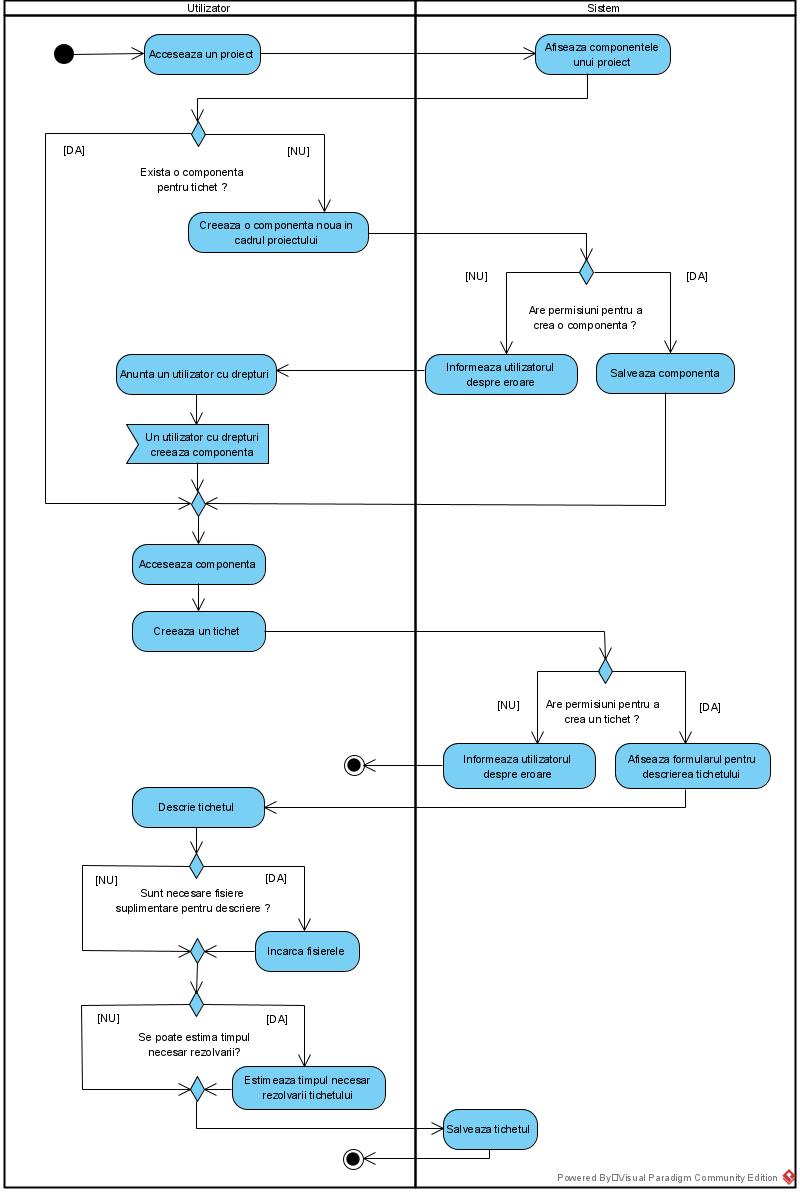 Utilizator
Sistem
Acceseaza un proiect
Afiseaza componentele
unui proiect
[DA]
[NU]
Exista o componenta
pentru tichet ?
Creeaza o componenta noua in
cadrul proiectului
[NU]
[DA]
Are permisiuni pentru a
crea o componenta ?
Anunta un utilizator cu drepturi
Informeaza utilizatorul
despre eroare
Salveaza componenta
Un utilizator cu drepturi
creeaza componenta
Acceseaza componenta
Creeaza un tichet
[NU]
Are permisiuni pentru a
crea un tichet ?
[DA]
Informeaza utilizatorul
despre eroare
Afiseaza formularul pentru
descrierea tichetului
Descrie tichetul
[NU]
[DA]
Sunt necesare fisiere
suplimentare pentru descriere ?
Incarca fisierele
[NU]
[DA]
Se poate estima timpul
necesar rezolvarii?
Estimeaza timpul necesar
rezolvarii tichetului
Salveaza tichetul
Powered By Visual Paradigm Community Edition